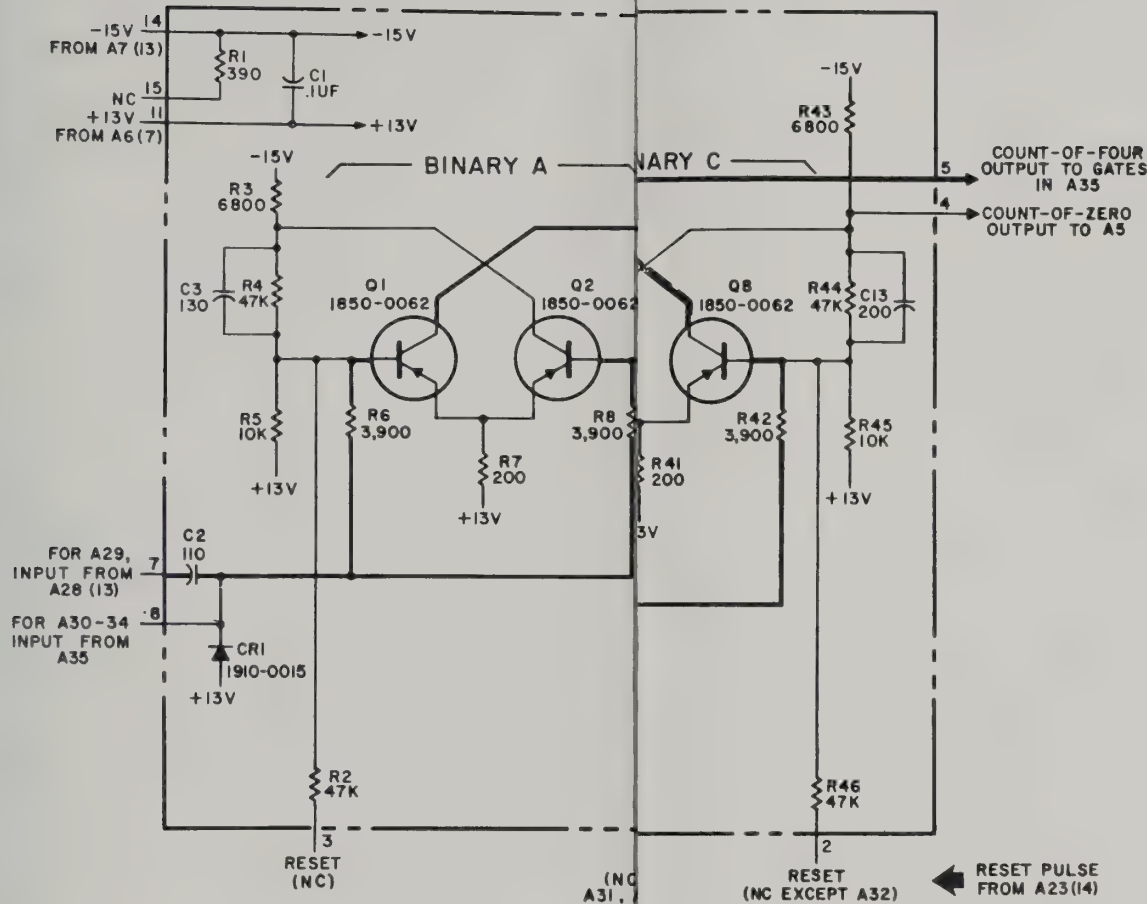 -15V 14
FROM A7 (13)
-15V
R1
390
C1
.1UF
NC 15
+13V 11
FROM A6(7)
+13V
-15V
R3
6800
BINARY A
NARY C
-15V
R43
6800
5
COUNT-OF-FOUR
OUTPUT TO GATES
IN A35
4
COUNT-OF-ZERO
OUTPUT TO A5
C3
130
R4
47K
Q1
1850-0062
Q2
1850-0062
Q8
1850-0062
R44
47K
C13
200
R5
10K
+13V
R6
3,900
R7
200
+13V
R8
3,900
R41
200
3V
R42
3,900
R45
10K
+13V
FOR A29,
INPUT FROM
A28 (13)
7
C2
110
FOR A30-34
INPUT FROM
A35
8
CR1
1910-0015
+13V
R2
47K
R46
47K
3
RESET
(NC)
(NC
A31,
2
RESET
(NC EXCEPT A32)
RESET PULSE
FROM A23(14)